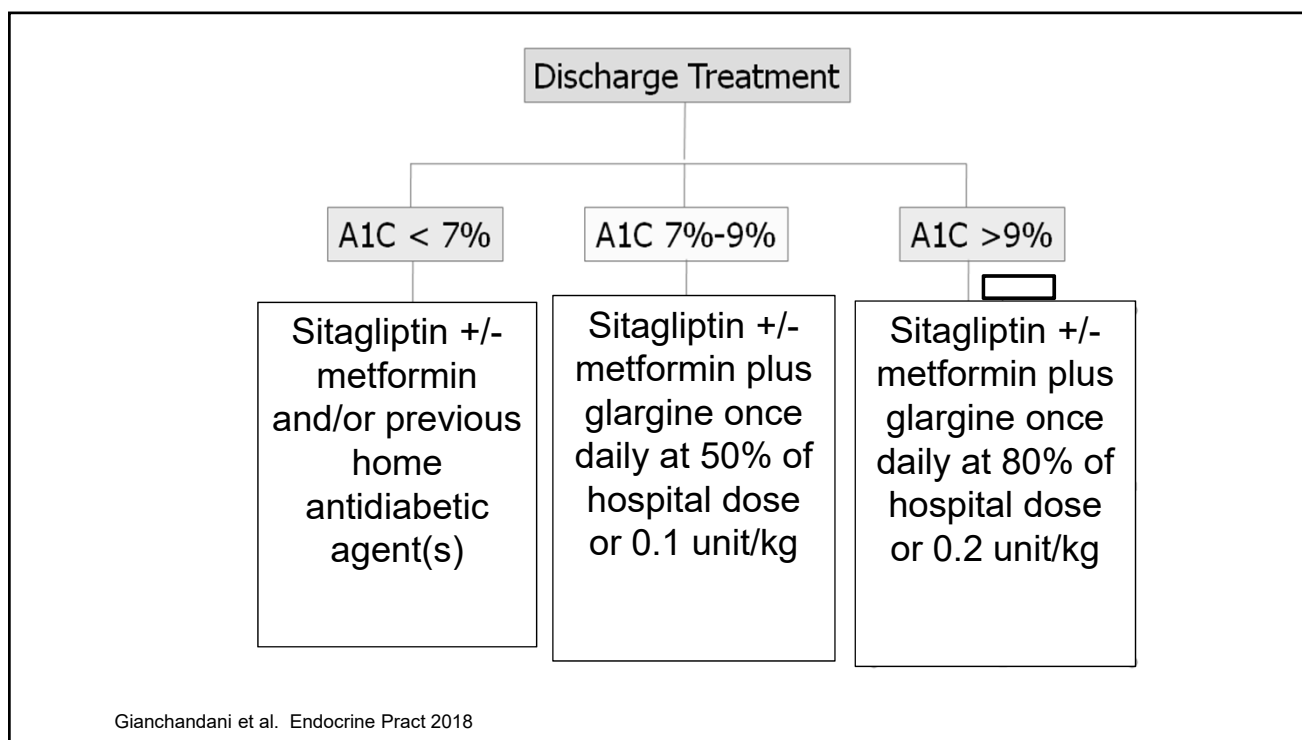 Discharge Treatment
A1C < 7%
A1C 7%-9%
A1C >9%
Sitagliptin +/-
metformin
and/or previous
home
antidiabetic
agent(s)
Sitagliptin +/-
metformin plus
glargine once
daily at 50% of
hospital dose
or 0.1 unit/kg
Sitagliptin +/-
metformin plus
glargine once
daily at 80% of
hospital dose
or 0.2 unit/kg
Gianchandani et al. Endocrine Pract 2018